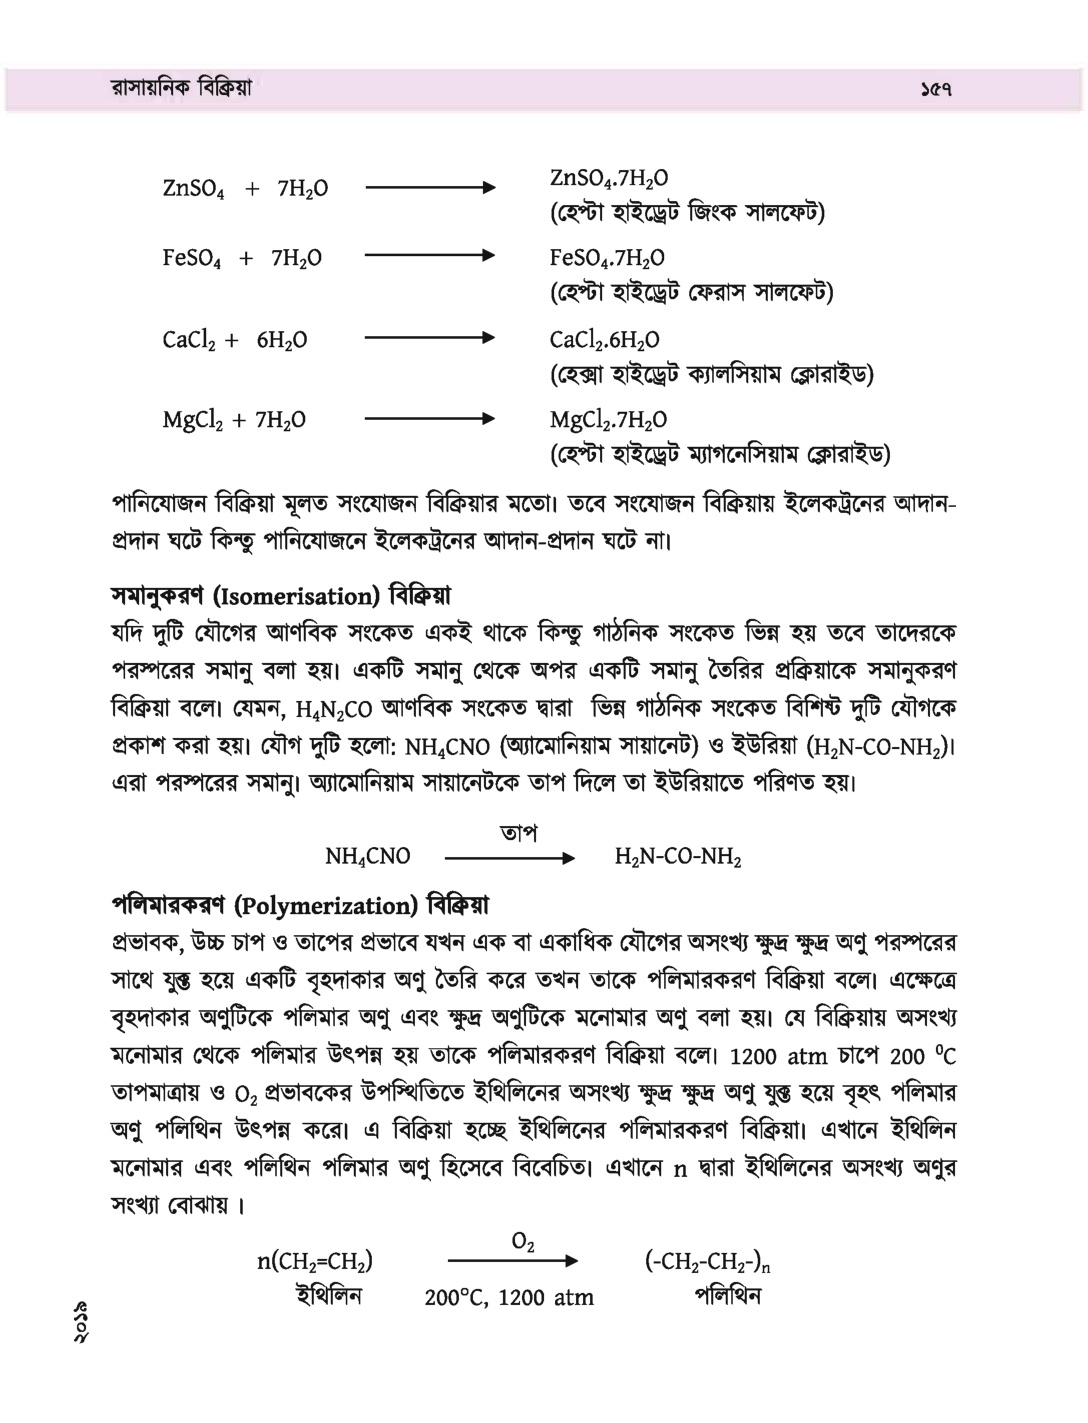 রাসায়নিক বিক্রিয়া ১৫৭
ZnSO₄ + 7H₂O ⟶ ZnSO₄.7H₂O
(হেপ্টা হাইড্রেট জিংক সালফেট)
FeSO₄ + 7H₂O ⟶ FeSO₄.7H₂O
(হেপ্টা হাইড্রেট ফেরাস সালফেট)
CaCl₂ + 6H₂O ⟶ CaCl₂.6H₂O
(হেক্সা হাইড্রেট ক্যালসিয়াম ক্লোরাইড)
MgCl₂ + 7H₂O ⟶ MgCl₂.7H₂O
(হেপ্টা হাইড্রেট ম্যাগনেসিয়াম ক্লোরাইড)
পানিযোজন বিক্রিয়া মূলত সংযোজন বিক্রিয়ার মতো। তবে সংযোজন বিক্রিয়ায় ইলেকট্রনের আদান-
প্রদান ঘটে কিন্তু পানিযোজনে ইলেকট্রনের আদান-প্রদান ঘটে না।
সমানুকরণ (Isomerisation) বিক্রিয়া
যদি দুটি যৌগের আণবিক সংকেত একই থাকে কিন্তু গাঠনিক সংকেত ভিন্ন হয় তবে তাদেরকে
পরস্পরের সমানু বলা হয়। একটি সমানু থেকে অপর একটি সমানু তৈরির প্রক্রিয়াকে সমানুকরণ
বিক্রিয়া বলে। যেমন, H₄N₂CO আণবিক সংকেত দ্বারা ভিন্ন গাঠনিক সংকেত বিশিষ্ট দুটি যৌগকে
প্রকাশ করা হয়। যৌগ দুটি হলো: NH₄CNO (অ্যামোনিয়াম সায়ানেট) ও ইউরিয়া (H₂N-CO-NH₂)।
এরা পরস্পরের সমানু। অ্যামোনিয়াম সায়ানেটকে তাপ দিলে তা ইউরিয়াতে পরিণত হয়।
তাপ
NH₄CNO ⟶ H₂N-CO-NH₂
পলিমারকরণ (Polymerization) বিক্রিয়া
প্রভাবক, উচ্চ চাপ ও তাপের প্রভাবে যখন এক বা একাধিক যৌগের অসংখ্য ক্ষুদ্র ক্ষুদ্র অণু পরস্পরের
সাথে যুক্ত হয়ে একটি বৃহদাকার অণু তৈরি করে তখন তাকে পলিমারকরণ বিক্রিয়া বলে। এক্ষেত্রে
বৃহদাকার অণুটিকে পলিমার অণু এবং ক্ষুদ্র অণুটিকে মনোমার অণু বলা হয়। যে বিক্রিয়ায় অসংখ্য
মনোমার থেকে পলিমার উৎপন্ন হয় তাকে পলিমারকরণ বিক্রিয়া বলে। 1200 atm চাপে 200 ⁰C
তাপমাত্রায় ও O₂ প্রভাবকের উপস্থিতিতে ইথিলিনের অসংখ্য ক্ষুদ্র ক্ষুদ্র অণু যুক্ত হয়ে বৃহৎ পলিমার
অণু পলিথিন উৎপন্ন করে। এ বিক্রিয়া হচ্ছে ইথিলিনের পলিমারকরণ বিক্রিয়া। এখানে ইথিলিন
মনোমার এবং পলিথিন পলিমার অণু হিসেবে বিবেচিত। এখানে n দ্বারা ইথিলিনের অসংখ্য অণুর
সংখ্যা বোঝায় ।
O₂
n(CH₂=CH₂) ⟶ (-CH₂-CH₂-)ₙ
ইথিলিন 200°C, 1200 atm পলিথিন
২০১৯